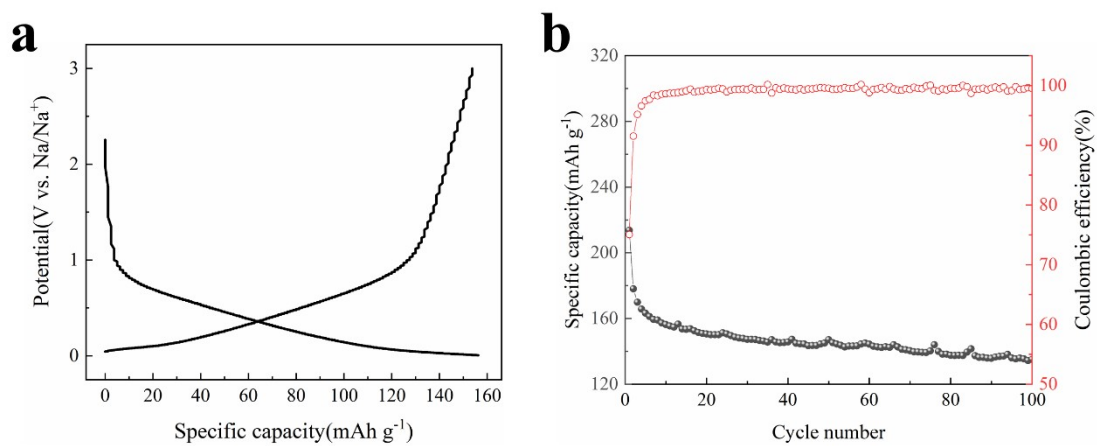 a
Potential(V vs. Na/Na⁺)
3
2
1
0
0 20 40 60 80 100 120 140 160
Specific capacity(mAh g⁻¹)
b
Specific capacity(mAh g⁻¹)
320
280
240
200
160
120
0 20 40 60 80 100
Cycle number
100
90
80
70
60
50
Coulombic efficiency(%)